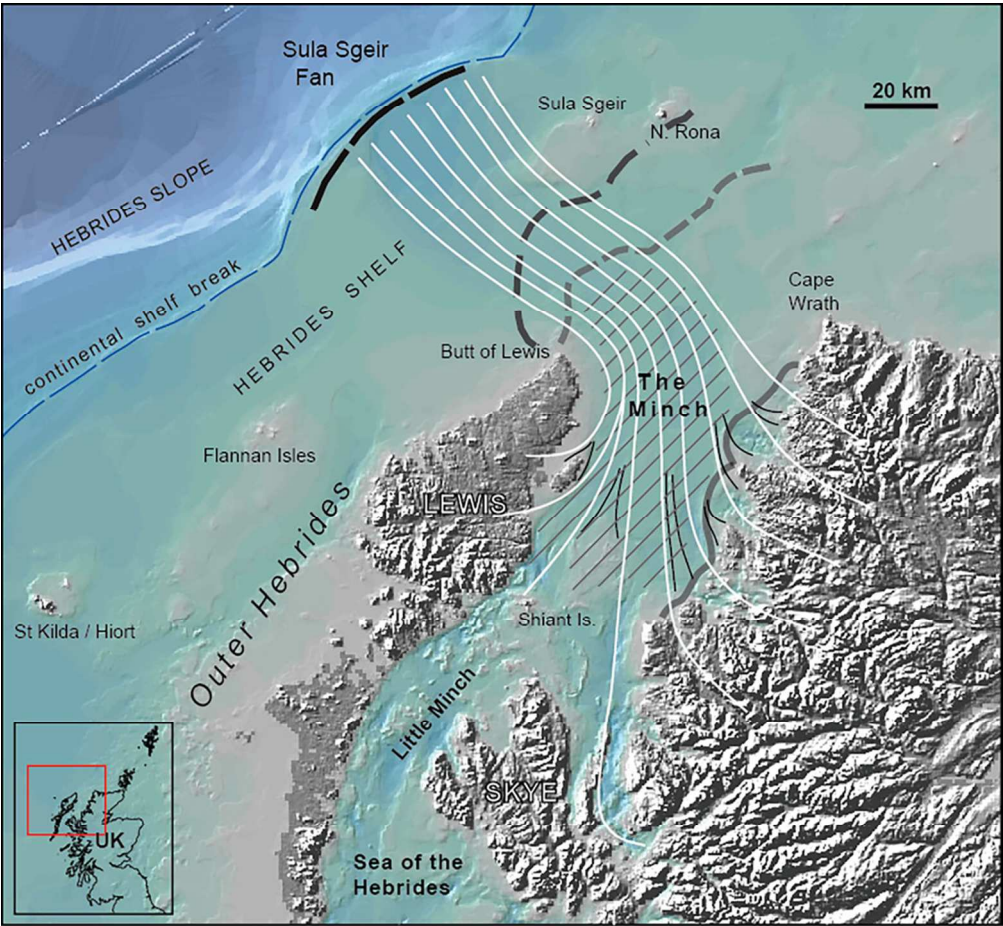 Sula Sgeir
Fan
20 km
Sula Sgeir
N. Rona
HEBRIDES SLOPE
continental shelf break
HEBRIDES SHELF
Cape
Wrath
Butt of Lewis
The
Minch
Flannan Isles
LEWIS
Outer Hebrides
St Kilda / Hiort
Shiant Is.
Little Minch
SKYE
UK
Sea of the
Hebrides